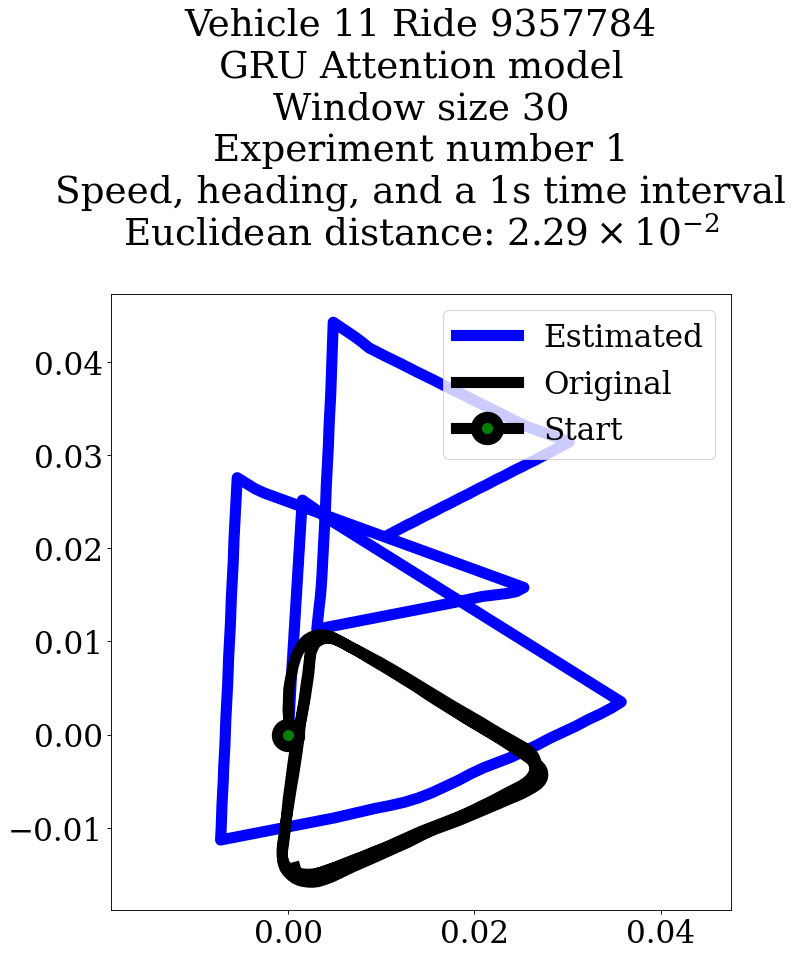 Vehicle 11 Ride 9357784
GRU Attention model
Window size 30
Experiment number 1
Speed, heading, and a 1s time interval
Euclidean distance: 2.29 × 10⁻²
Estimated
Original
Start
0.04
0.03
0.02
0.01
0.00
−0.01
0.00 0.02 0.04